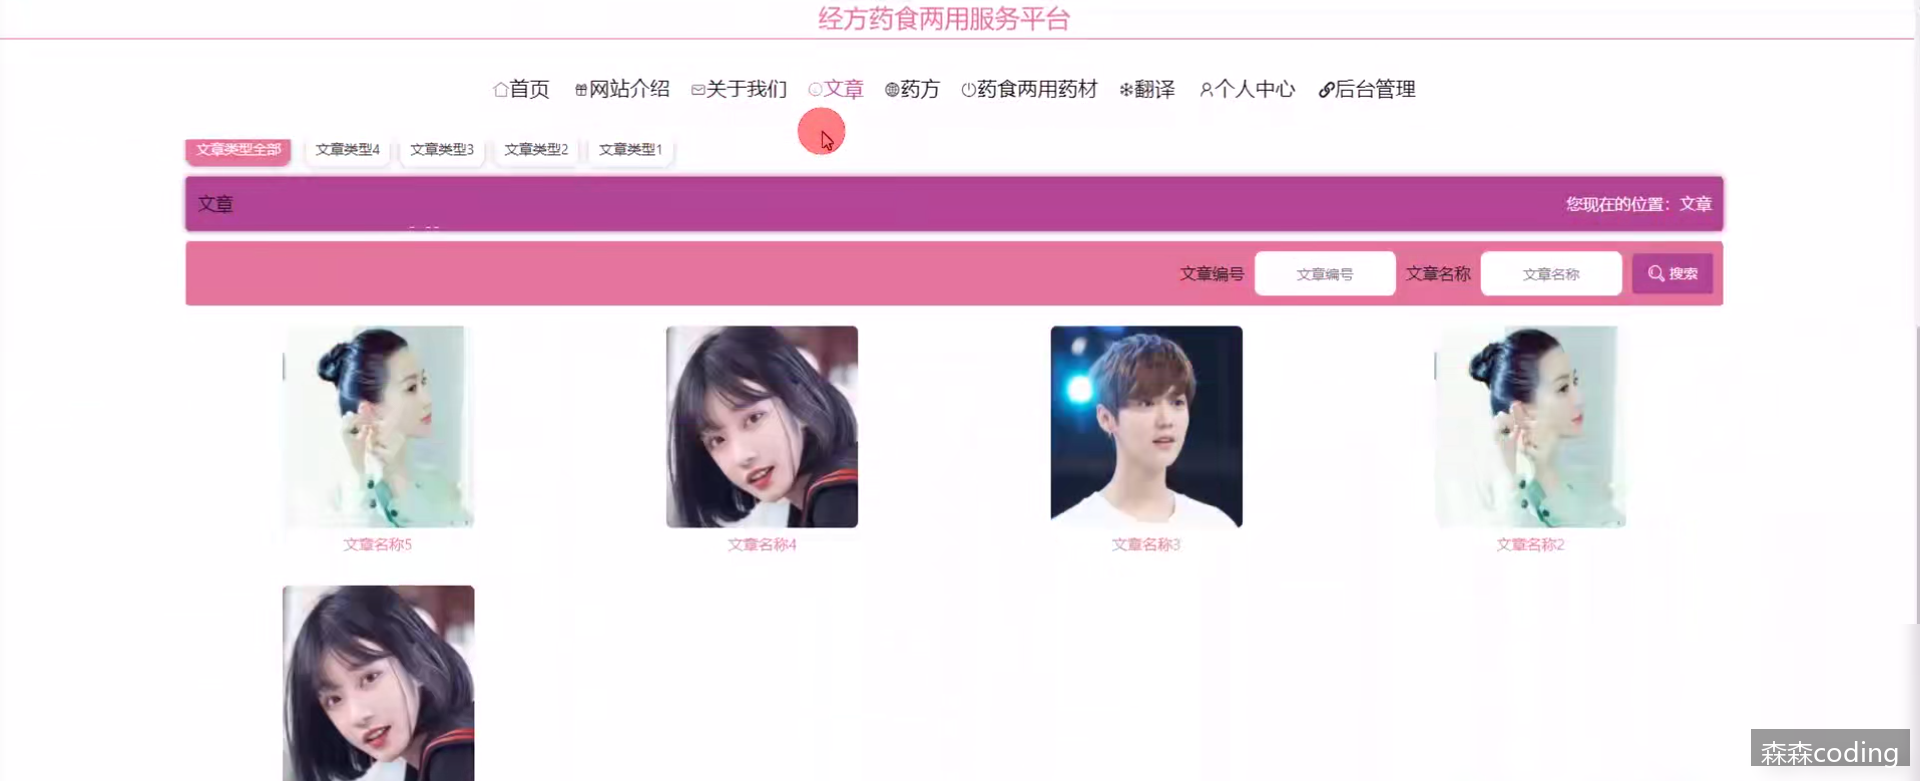 经方药食两用服务平台
首页 网站介绍 关于我们 文章 药方 药食两用药材 翻译 个人中心 后台管理
文章类型全部 文章类型4 文章类型3 文章类型2 文章类型1
文章 您现在的位置：文章
文章编号 文章编号 文章名称 文章名称 搜索
文章名称5 文章名称4 文章名称3 文章名称2
森森coding